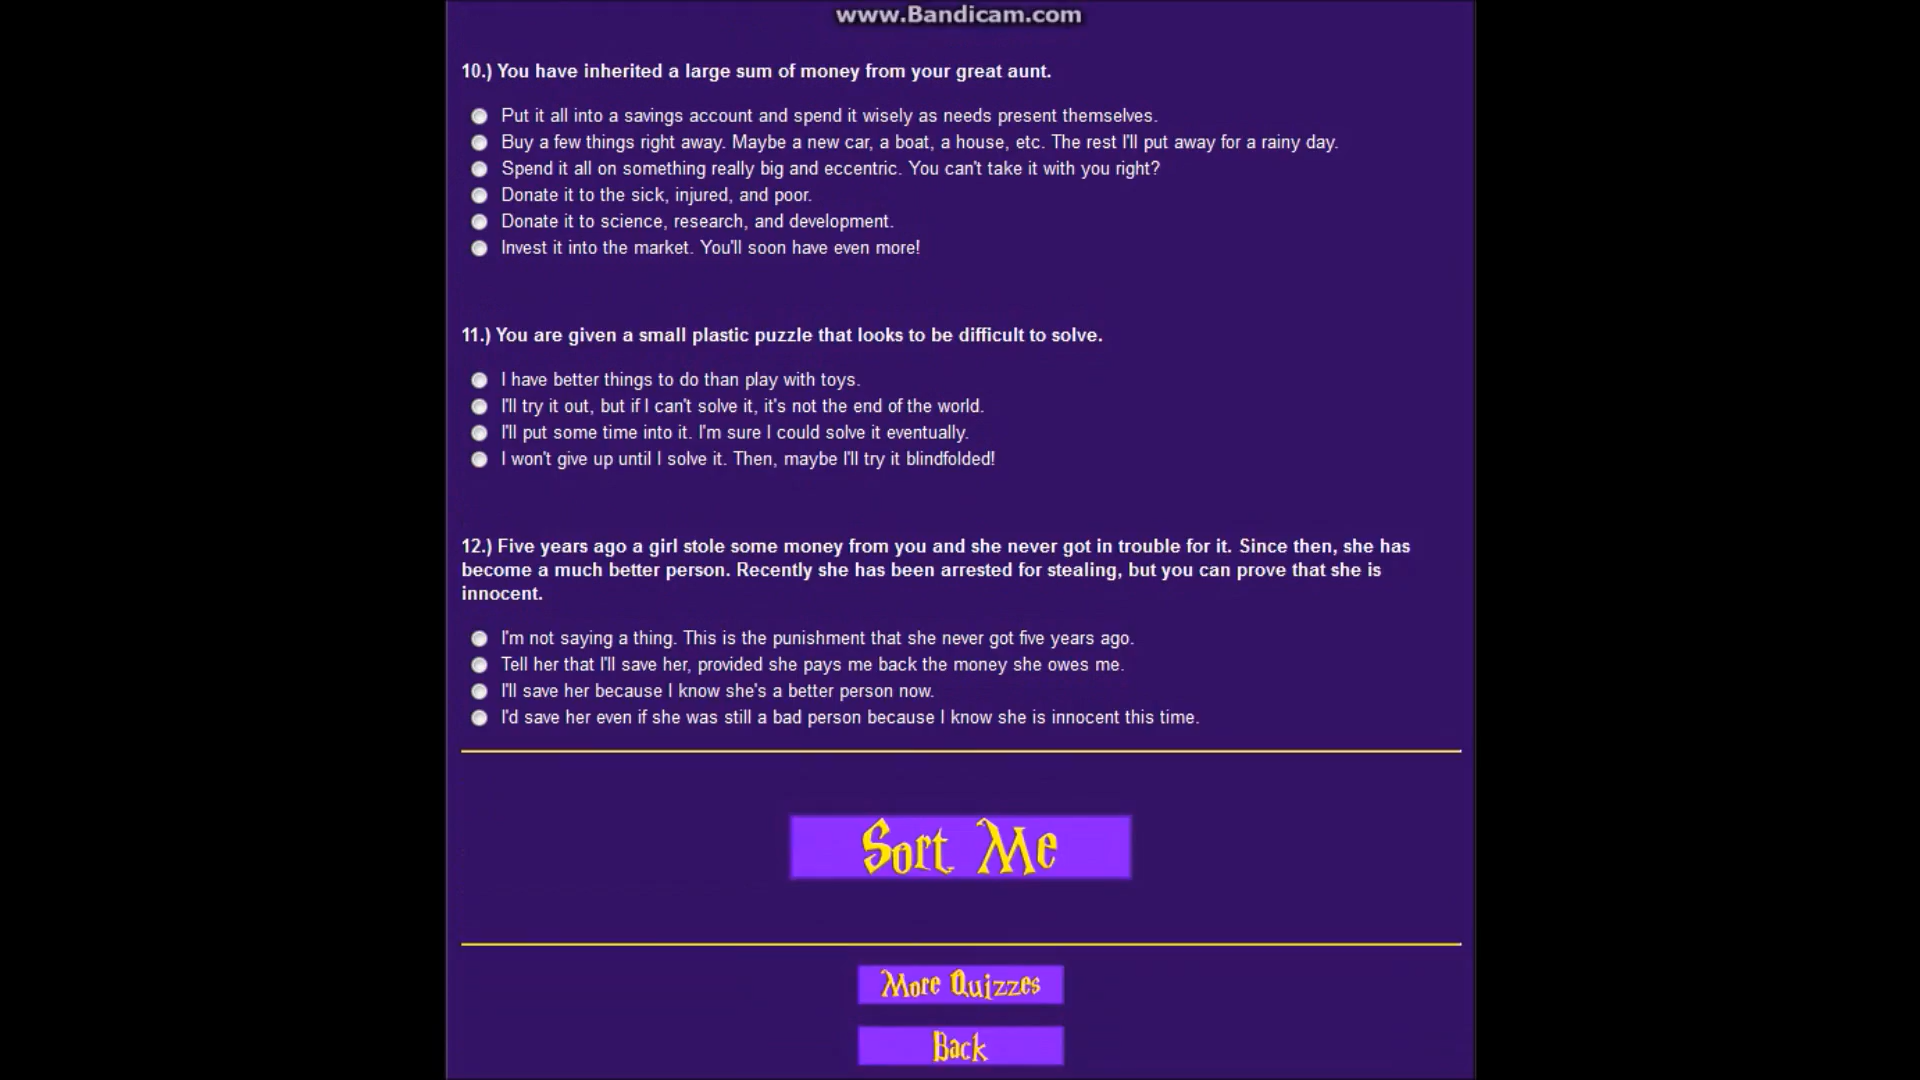 www.Bandicam.com
10.) You have inherited a large sum of money from your great aunt.
Put it all into a savings account and spend it wisely as needs present themselves.
Buy a few things right away. Maybe a new car, a boat, a house, etc. The rest I'll put away for a rainy day.
Spend it all on something really big and eccentric. You can't take it with you right?
Donate it to the sick, injured, and poor.
Donate it to science, research, and development.
Invest it into the market. You'll soon have even more!
11.) You are given a small plastic puzzle that looks to be difficult to solve.
I have better things to do than play with toys.
I'll try it out, but if I can't solve it, it's not the end of the world.
I'll put some time into it. I'm sure I could solve it eventually.
I won't give up until I solve it. Then, maybe I'll try it blindfolded!
12.) Five years ago a girl stole some money from you and she never got in trouble for it. Since then, she has
become a much better person. Recently she has been arrested for stealing, but you can prove that she is
innocent.
I'm not saying a thing. This is the punishment that she never got five years ago.
Tell her that I'll save her, provided she pays me back the money she owes me.
I'll save her because I know she's a better person now.
I'd save her even if she was still a bad person because I know she is innocent this time.
Sort Me
More Quizzes
Back